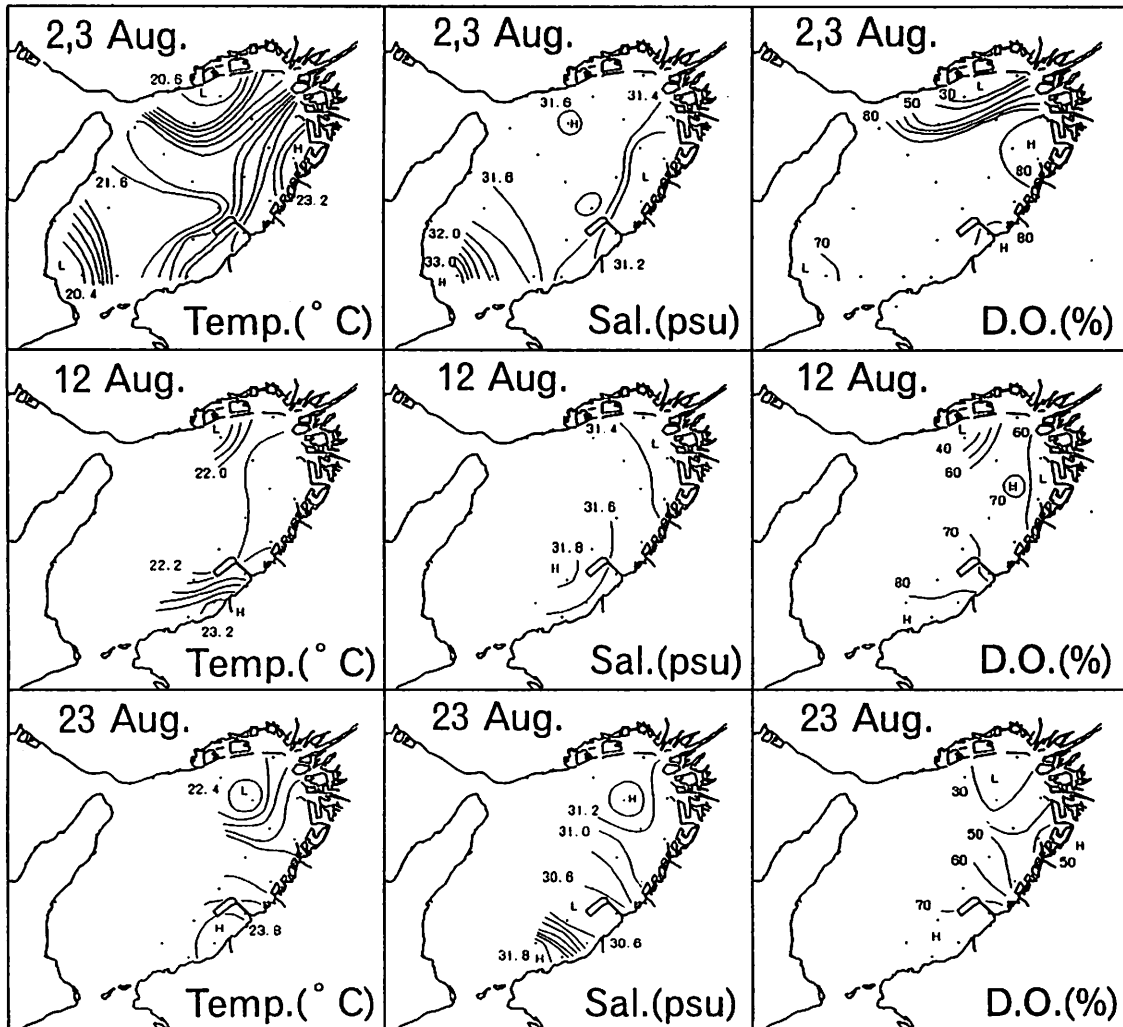 2,3 Aug.
20.6
L
H
H
21.6
23.2
L
20.4
Temp.(° C)
2,3 Aug.
31.6
31.4
H
L
31.6
32.0
33.0
H
31.2
Sal.(psu)
2,3 Aug.
30
L
50
80
H
80
70
L
H
80
D.O.(%)
12 Aug.
L
22.0
22.2
H
23.2
Temp.(° C)
12 Aug.
31.4
L
31.6
31.8
H
Sal.(psu)
12 Aug.
L
60
40
60
H
L
70
70
80
H
D.O.(%)
23 Aug.
22.4
L
H
23.8
Temp.(° C)
23 Aug.
H
31.2
31.0
30.6
L
30.6
31.8
H
Sal.(psu)
23 Aug.
L
30
50
H
50
60
70
H
D.O.(%)